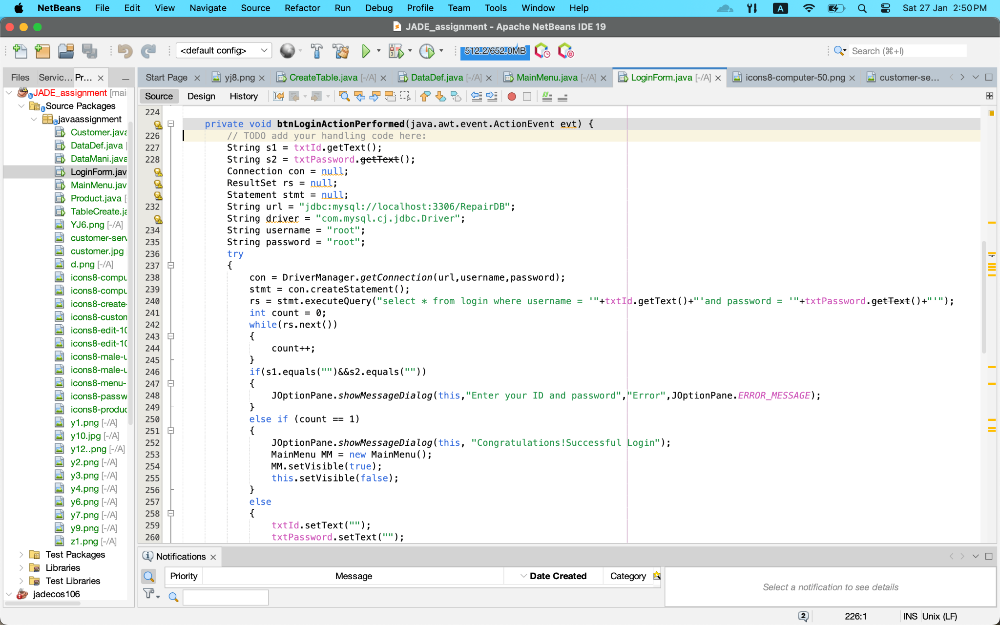 NetBeans File Edit View Navigate Source Refactor Run Debug Profile Team Tools Window Help A Sat 27 Jan 2:50 PM
JADE_assignment - Apache NetBeans IDE 19
<default config> 512.2/652.0MB Search (⌘+I)
Files Servic... Pr...
Start Page yj8.png CreateTable.java [-/A] DataDef.java [-/A] MainMenu.java [-/A] LoginForm.java [-/A] icons8-computer-50.png customer-se...
Source Design History
JADE_assignment [mai
Source Packages
javaassignment
Customer.java
DataDef.java [
DataMani.java
LoginForm.jav
MainMenu.jav
Product.java [
TableCreate.ja
YJ6.png [-/A]
customer-serv
customer.jpg
d.png [-/A]
icons8-compu
icons8-compu
icons8-create-
icons8-custon
icons8-edit-10
icons8-edit-10
icons8-male-u
icons8-male-u
icons8-menu-
icons8-passw
icons8-produc
y1.png [-/A]
y10.jpg [-/A]
y12..png [-/A]
y2.png [-/A]
y3.png [-/A]
y4.png [-/A]
y6.png [-/A]
y7.png [-/A]
y9.png [-/A]
z1.png [-/A]
Test Packages
Libraries
Test Libraries
jadecos106
224
private void btnLoginActionPerformed(java.awt.event.ActionEvent evt) {
226 // TODO add your handling code here:
227 String s1 = txtId.getText();
228 String s2 = txtPassword.getText();
Connection con = null;
ResultSet rs = null;
Statement stmt = null;
232 String url = "jdbc:mysql://localhost:3306/RepairDB";
String driver = "com.mysql.cj.jdbc.Driver";
234 String username = "root";
235 String password = "root";
236 try
237 {
238 con = DriverManager.getConnection(url,username,password);
239 stmt = con.createStatement();
240 rs = stmt.executeQuery("select * from login where username = '"+txtId.getText()+"'and password = '"+txtPassword.getText()+"'");
241 int count = 0;
242 while(rs.next())
243 {
244 count++;
245 }
246 if(s1.equals("")&&s2.equals(""))
247 {
248 JOptionPane.showMessageDialog(this,"Enter your ID and password","Error",JOptionPane.ERROR_MESSAGE);
249 }
250 else if (count == 1)
251 {
252 JOptionPane.showMessageDialog(this, "Congratulations!Successful Login");
253 MainMenu MM = new MainMenu();
254 MM.setVisible(true);
255 this.setVisible(false);
256 }
257 else
258 {
259 txtId.setText("");
260 txtPassword.setText("");
Notifications
Priority Message Date Created Category
Select a notification to see details
2 226:1 INS Unix (LF)